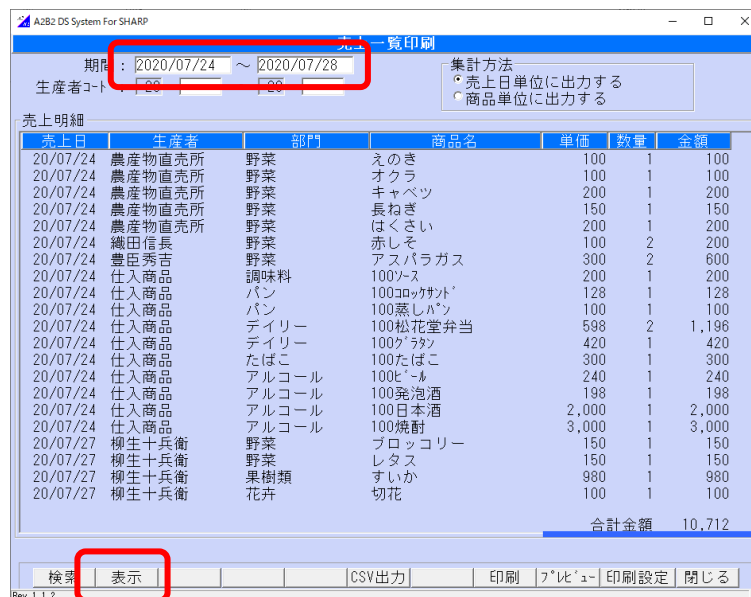 A2B2 DS System For SHARP
売上一覧印刷
期間 : 2020/07/24 ～ 2020/07/28
生産者ｺｰﾄﾞ :
集計方法
売上日単位に出力する
商品単位に出力する
売上明細
売上日 生産者 部門 商品名 単価 数量 金額
20/07/24 農産物直売所 野菜 えのき 100 1 100
20/07/24 農産物直売所 野菜 オクラ 100 1 100
20/07/24 農産物直売所 野菜 キャベツ 200 1 200
20/07/24 農産物直売所 野菜 長ねぎ 150 1 150
20/07/24 農産物直売所 野菜 はくさい 200 1 200
20/07/24 織田信長 野菜 赤しそ 100 2 200
20/07/24 豊臣秀吉 野菜 アスパラガス 300 2 600
20/07/24 仕入商品 調味料 100ｿｰｽ 200 1 200
20/07/24 仕入商品 パン 100ｺﾛｯｹｻﾝﾄﾞ 128 1 128
20/07/24 仕入商品 パン 100蒸しﾊﾟﾝ 100 1 100
20/07/24 仕入商品 デイリー 100松花堂弁当 598 2 1,196
20/07/24 仕入商品 デイリー 100ｸﾞﾗﾀﾝ 420 1 420
20/07/24 仕入商品 たばこ 100たばこ 300 1 300
20/07/24 仕入商品 アルコール 100ﾋﾞｰﾙ 240 1 240
20/07/24 仕入商品 アルコール 100発泡酒 198 1 198
20/07/24 仕入商品 アルコール 100日本酒 2,000 1 2,000
20/07/24 仕入商品 アルコール 100焼酎 3,000 1 3,000
20/07/27 柳生十兵衛 野菜 ブロッコリー 150 1 150
20/07/27 柳生十兵衛 野菜 レタス 150 1 150
20/07/27 柳生十兵衛 果樹類 すいか 980 1 980
20/07/27 柳生十兵衛 花卉 切花 100 1 100
合計金額 10,712
検索 表示 CSV出力 印刷 ﾌﾟﾚﾋﾞｭｰ 印刷設定 閉じる
Rev 1.1.2